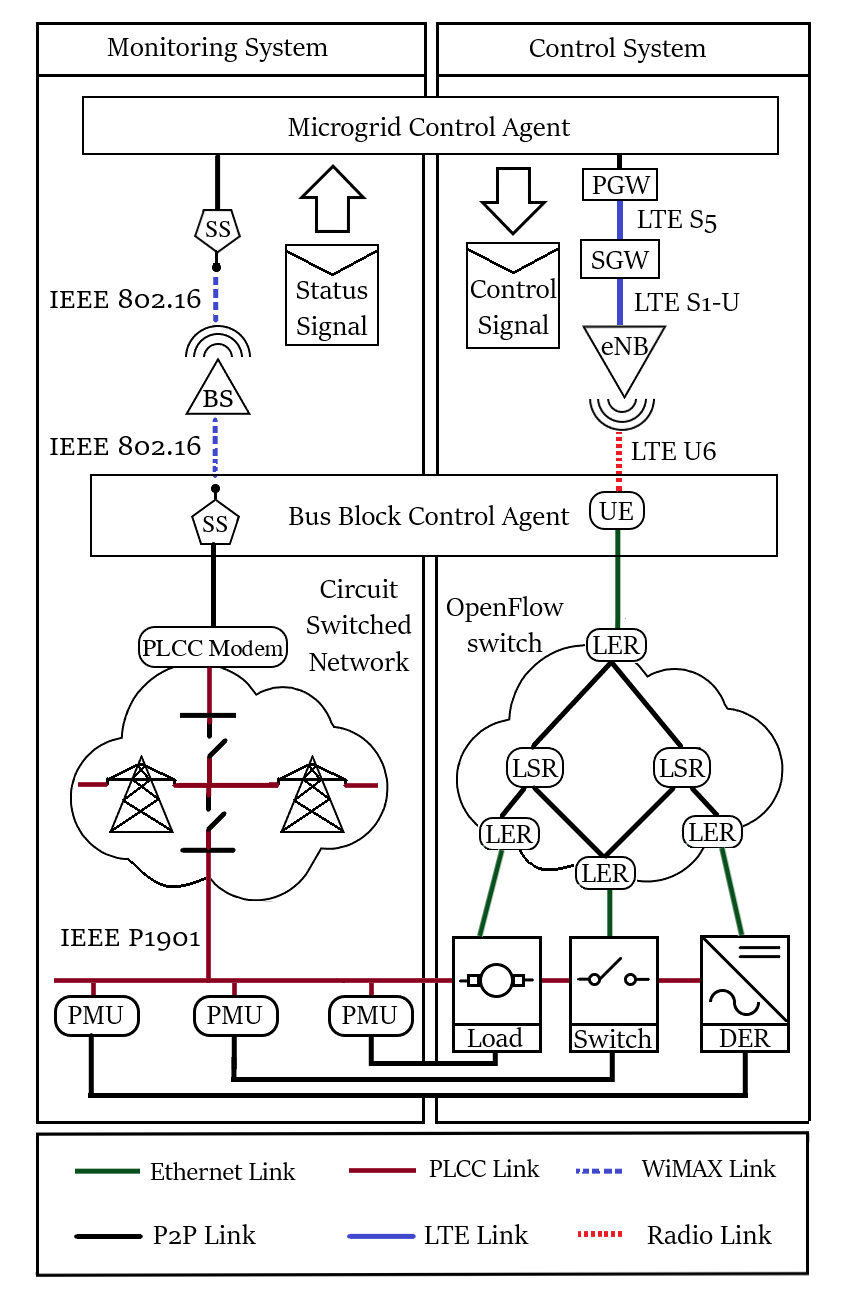 Monitoring System
Control System
Microgrid Control Agent
PGW
SS
LTE S5
SGW
IEEE 802.16
Status
Signal
Control
Signal
LTE S1-U
eNB
BS
IEEE 802.16
LTE U6
SS
Bus Block Control Agent
UE
Circuit
Switched
Network
OpenFlow
switch
PLCC Modem
LER
LSR
LSR
LER
LER
LER
IEEE P1901
PMU
PMU
PMU
Load
Switch
DER
Ethernet Link
PLCC Link
WiMAX Link
P2P Link
LTE Link
Radio Link